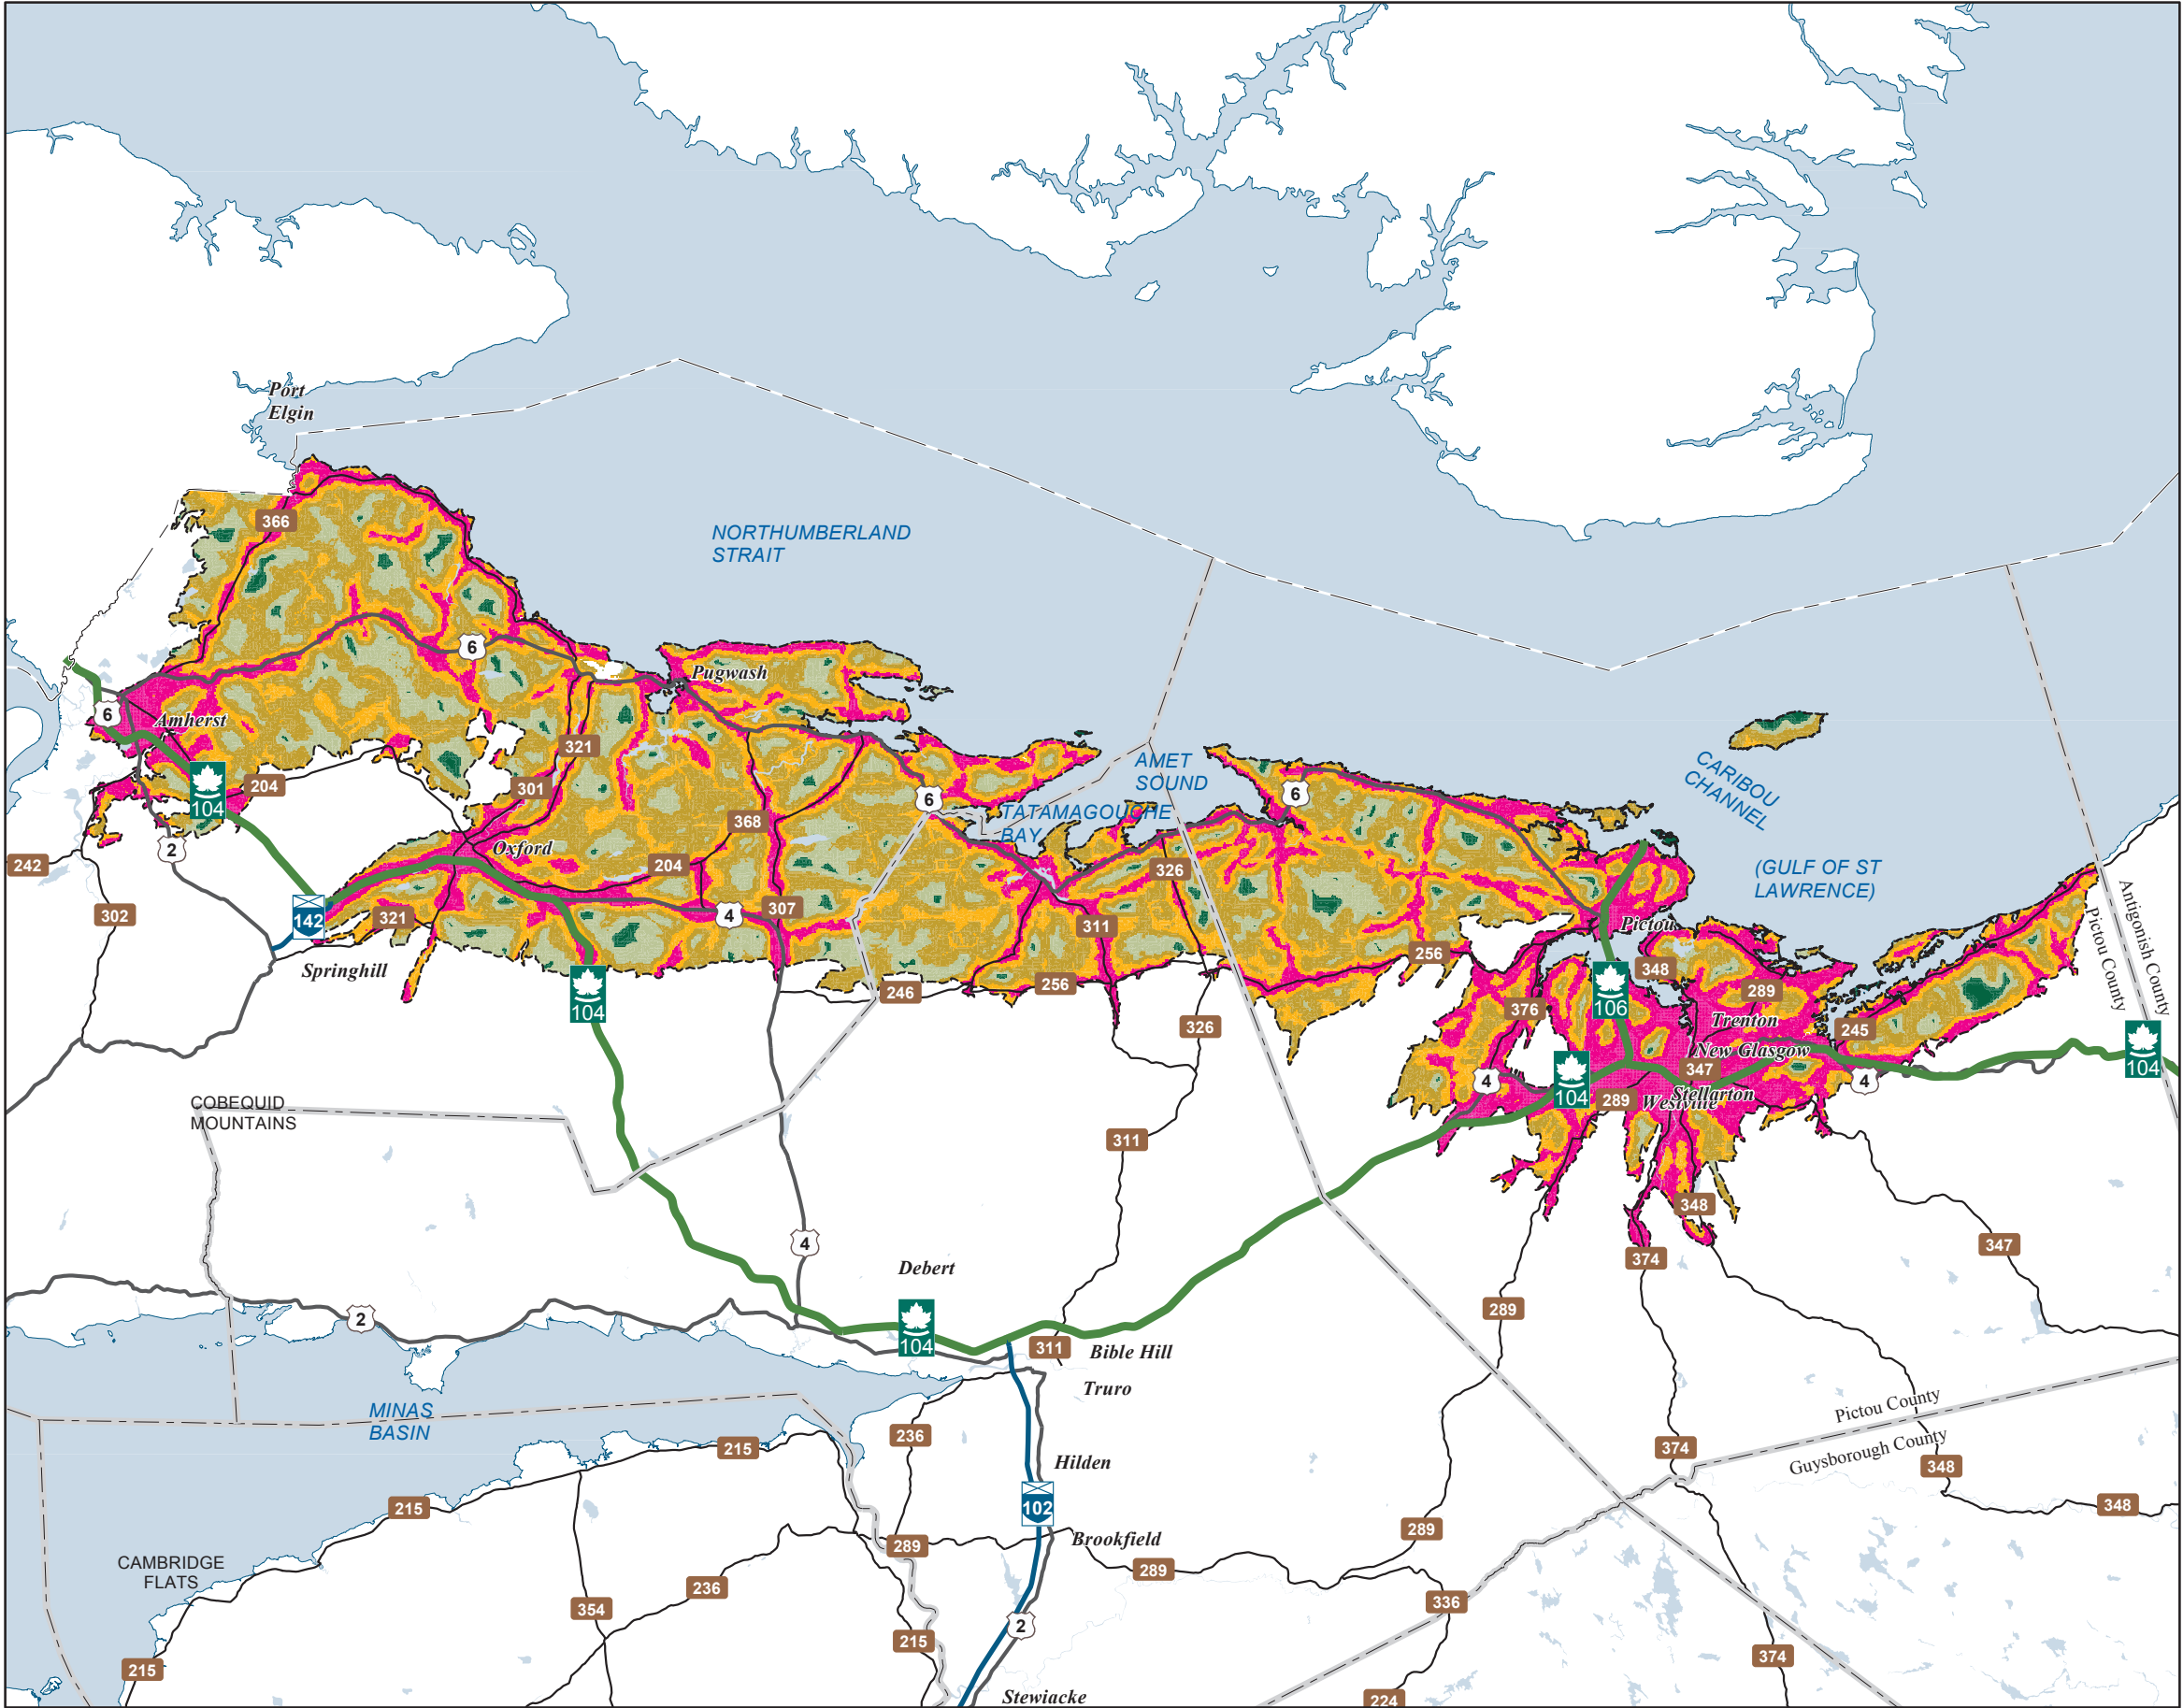 Port
Elgin
366
NORTHUMBERLAND
STRAIT
6
Pugwash
6
Amherst
321
AMET
SOUND
CARIBOU
CHANNEL
104
204
301
6
6
TATAMAGOUCHE
BAY
368
2
Oxford
242
204
326
(GULF OF ST
LAWRENCE)
Antigonish County
Pictou County
302
142
321
4
307
311
Pictou
256
Springhill
348
104
246
256
289
106
376
326
Trenton
245
New Glasgow
104
347
4
104
4
289
Westville
Stellarton
COBEQUID
MOUNTAINS
311
348
4
347
374
Debert
2
104
289
311
Bible Hill
Truro
MINAS
BASIN
Pictou County
236
215
374
Guysborough County
Hilden
348
215
102
348
289
Brookfield
289
CAMBRIDGE
FLATS
289
236
354
336
2
215
215
374
Stewiacke
224